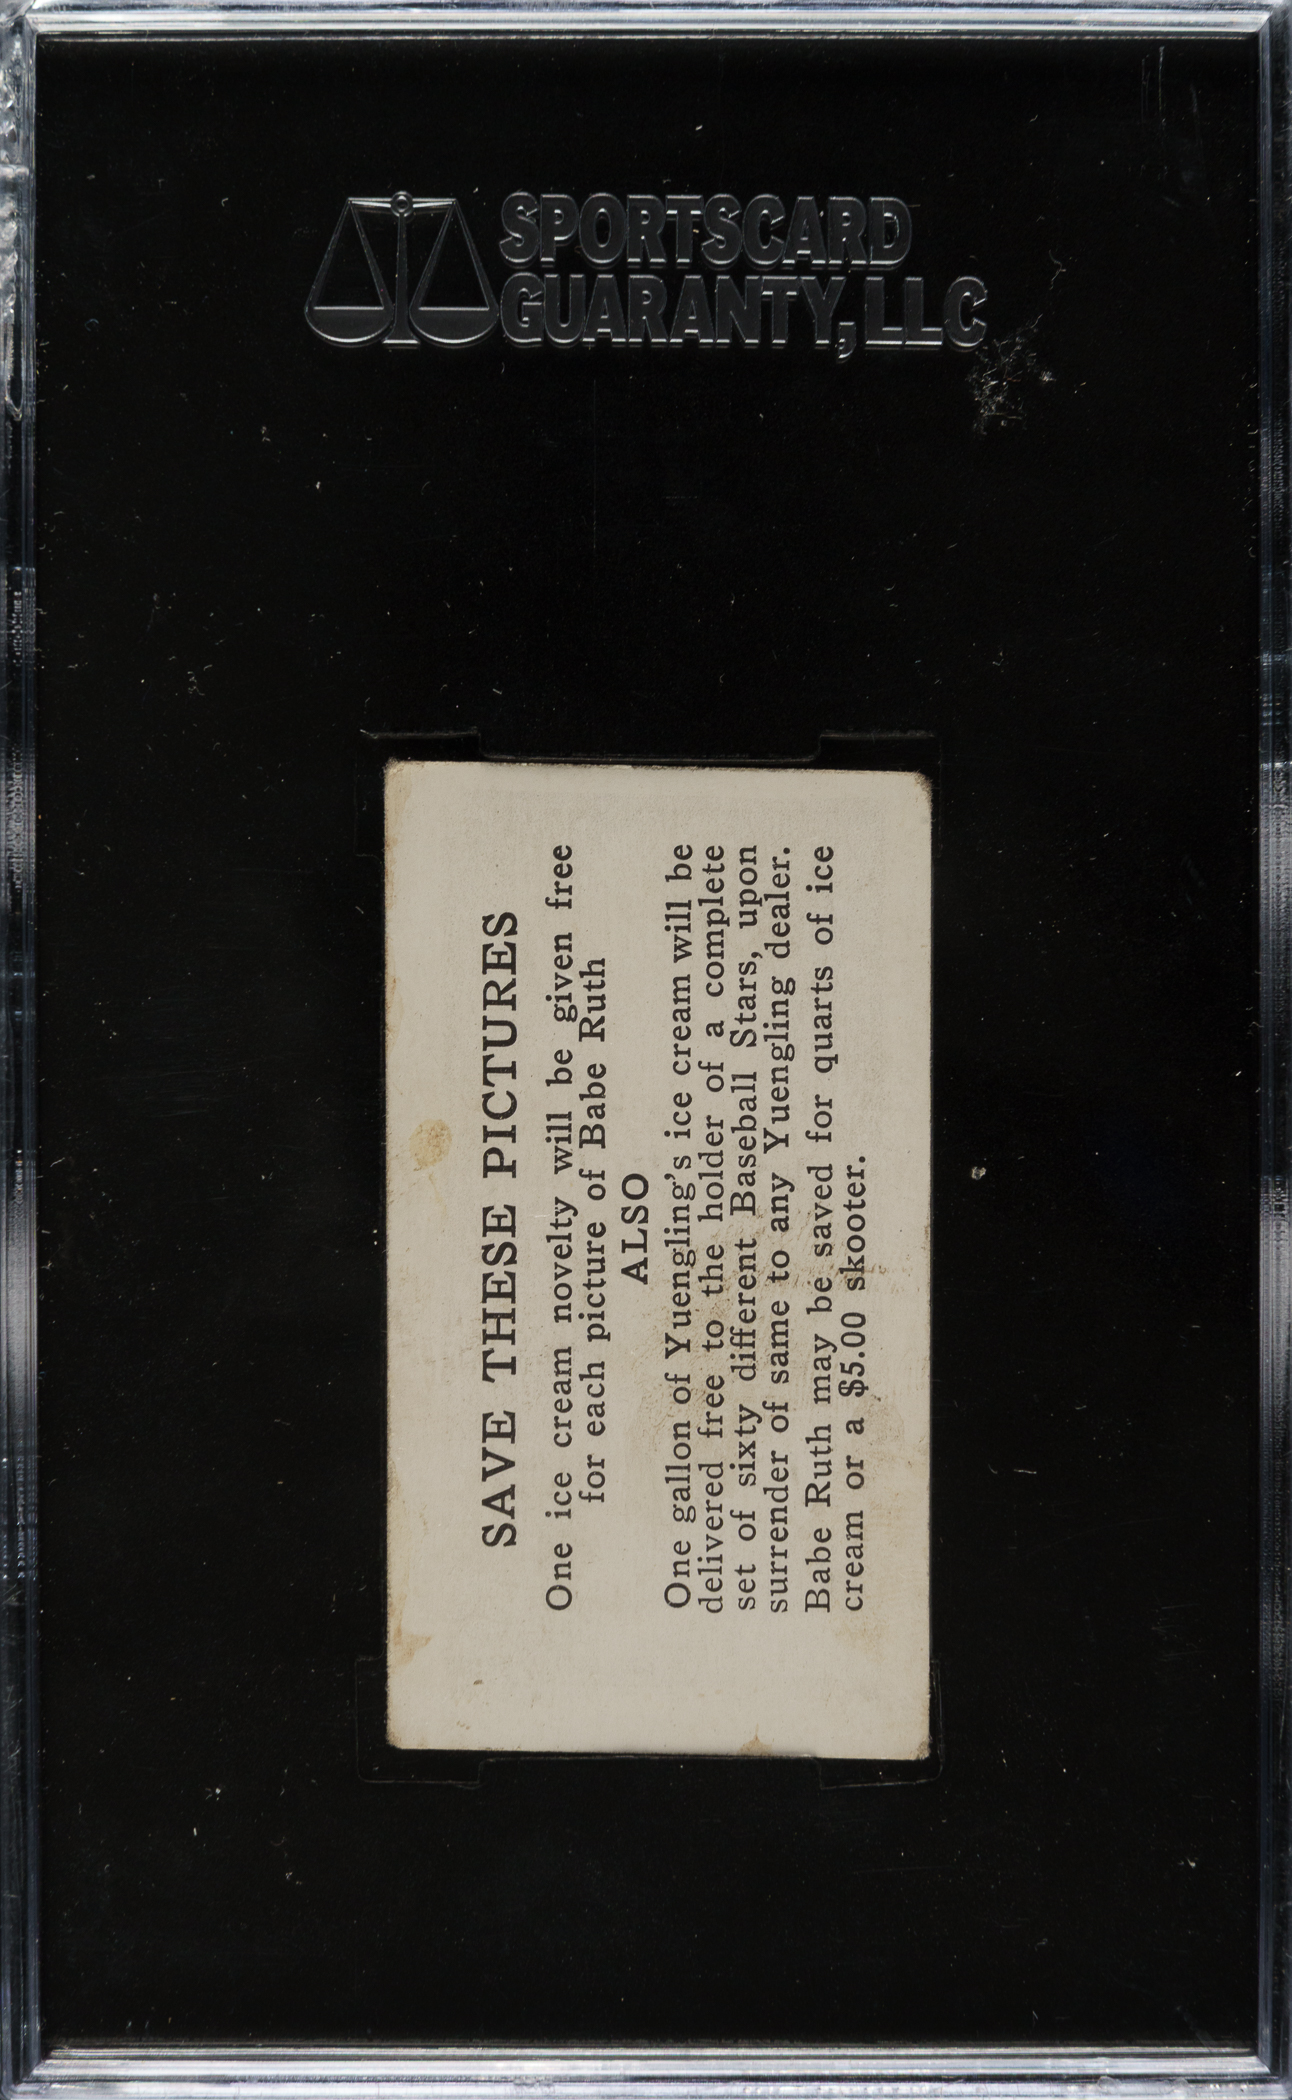 SPORTSCARD
GUARANTY, LLC
SAVE THESE PICTURES
One ice cream novelty will be given free
for each picture of Babe Ruth
ALSO
One gallon of Yuengling's ice cream will be
delivered free to the holder of a complete
set of sixty different Baseball Stars, upon
surrender of same to any Yuengling dealer.
Babe Ruth may be saved for quarts of ice
cream or a $5.00 skooter.